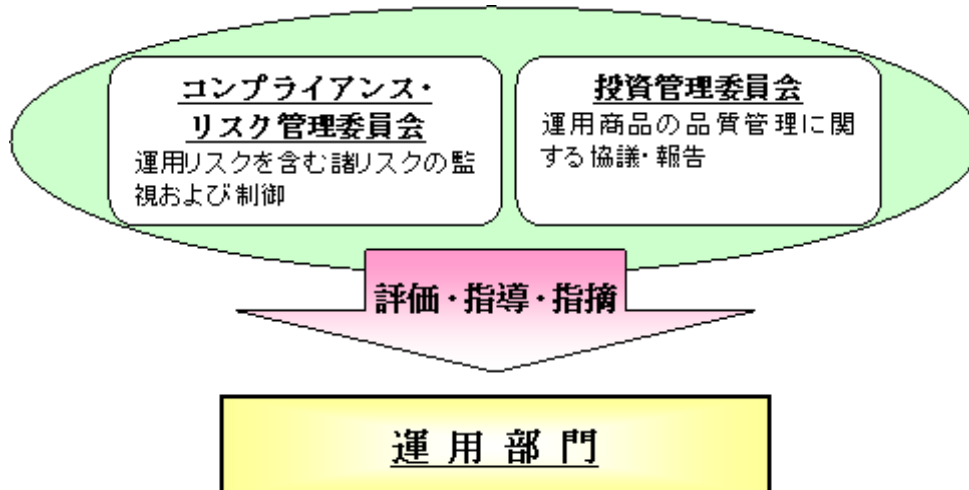 コンプライアンス・
リスク管理委員会
運用リスクを含む諸リスクの監
視および制御
投資管理委員会
運用商品の品質管理に関
する協議・報告
評価・指導・指摘
運用部門